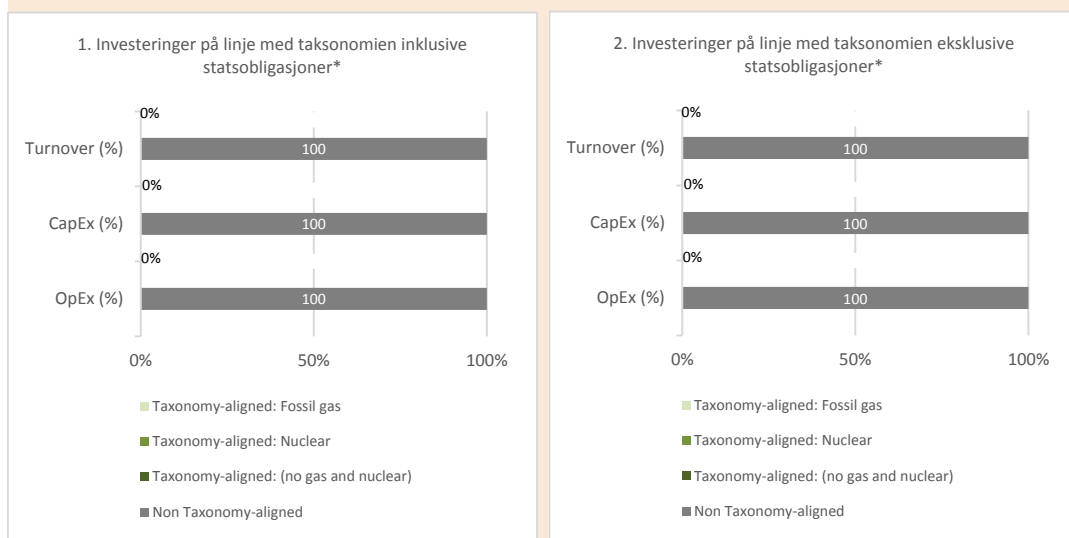 1. Investeringer på linje med taksonomien inklusive
statsobligasjoner*
0%
Turnover (%)
100
0%
CapEx (%)
100
0%
OpEx (%)
100
0%
50%
100%
Taxonomy-aligned: Fossil gas
Taxonomy-aligned: Nuclear
Taxonomy-aligned: (no gas and nuclear)
Non Taxonomy-aligned
2. Investeringer på linje med taksonomien eksklusive
statsobligasjoner*
0%
Turnover (%)
100
0%
CapEx (%)
100
0%
OpEx (%)
100
0%
50%
100%
Taxonomy-aligned: Fossil gas
Taxonomy-aligned: Nuclear
Taxonomy-aligned: (no gas and nuclear)
Non Taxonomy-aligned